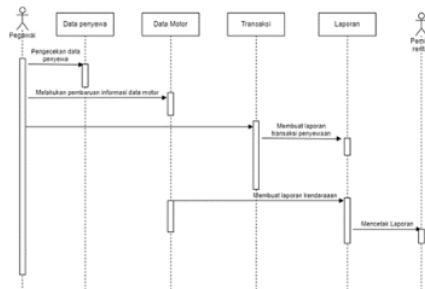 Data penyewa
Data Motor
Transaksi
Laporan
Pegawai
Pengecekan data
penyewa
Melakukan pembaruan informasi data motor
Membuat laporan
transaksi penyewaan
Membuat laporan kendaraaan
Mencetak Laporan